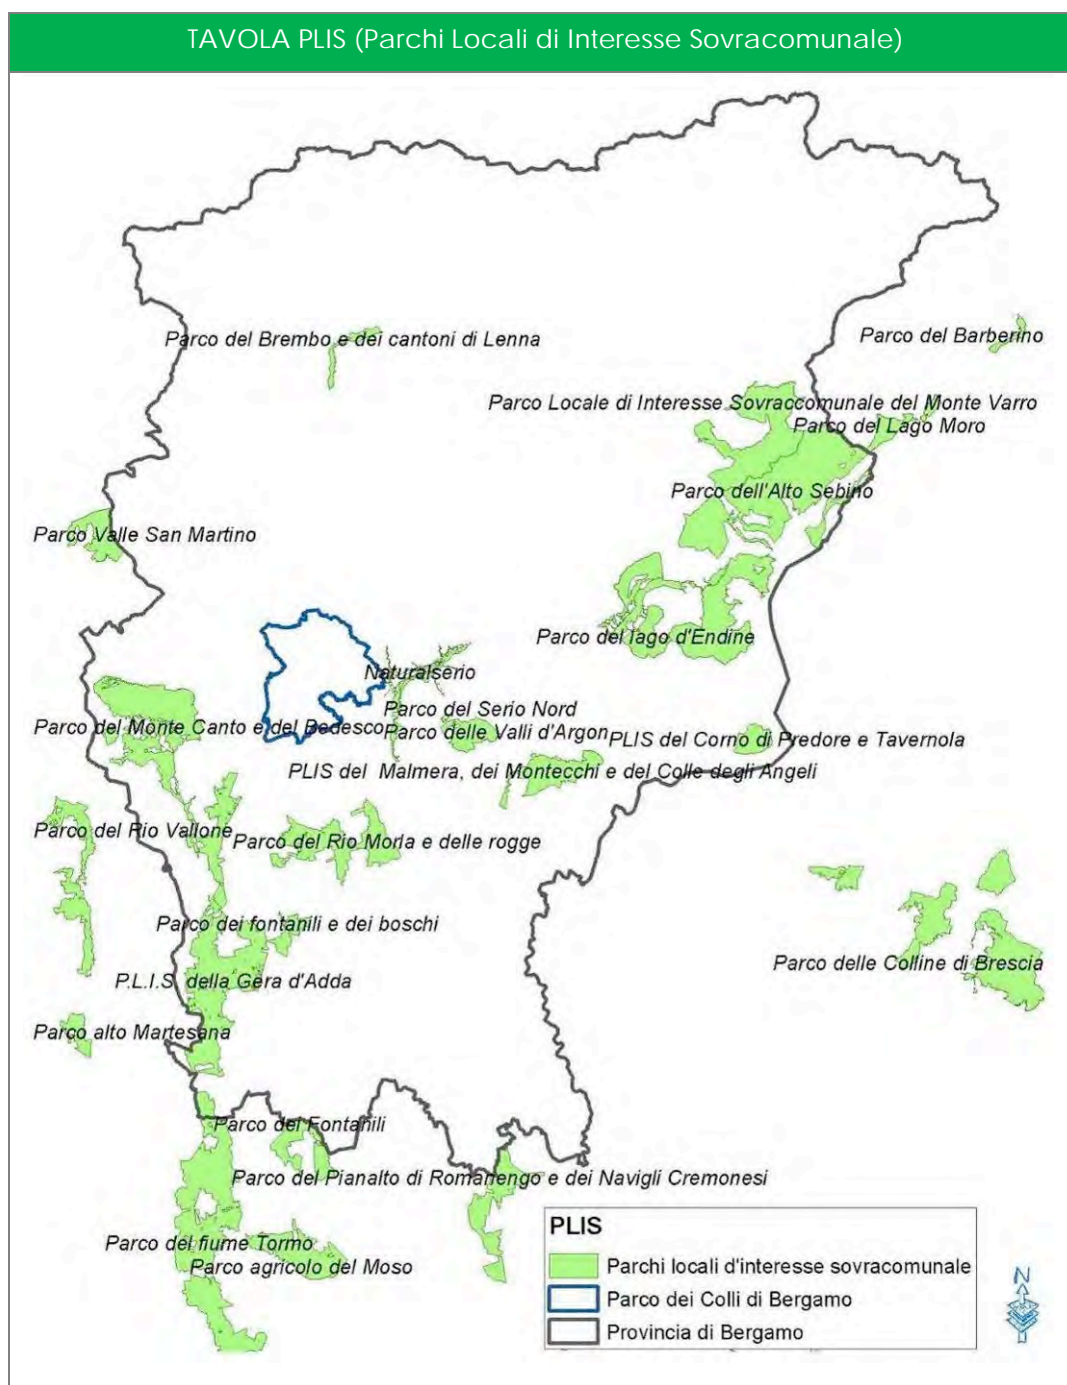 TAVOLA PLIS (Parchi Locali di Interesse Sovracomunale)
Parco del Brembo e dei cantoni di Lenna
Parco del Barberino
Parco Locale di Interesse Sovraccomunale del Monte Varro
Parco del Lago Moro
Parco dell'Alto Sebino
Parco Valle San Martino
Parco del lago d'Endine
Naturalserio
Parco del Serio Nord
Parco del Monte Canto e del Bedesco
Parco delle Valli d'Argon
PLIS del Corno di Predore e Tavernola
PLIS del Malmera, dei Montecchi e del Colle degli Angeli
Parco del Rio Vallone
Parco del Rio Morla e delle rogge
Parco dei fontanili e dei boschi
Parco delle Colline di Brescia
P.L.I.S. della Gera d'Adda
Parco alto Martesana
Parco dei Fontanili
Parco del Pianalto di Romanengo e dei Navigli Cremonesi
Parco del fiume Tormo
Parco agricolo del Moso
PLIS
Parchi locali d'interesse sovracomunale
Parco dei Colli di Bergamo
Provincia di Bergamo
N